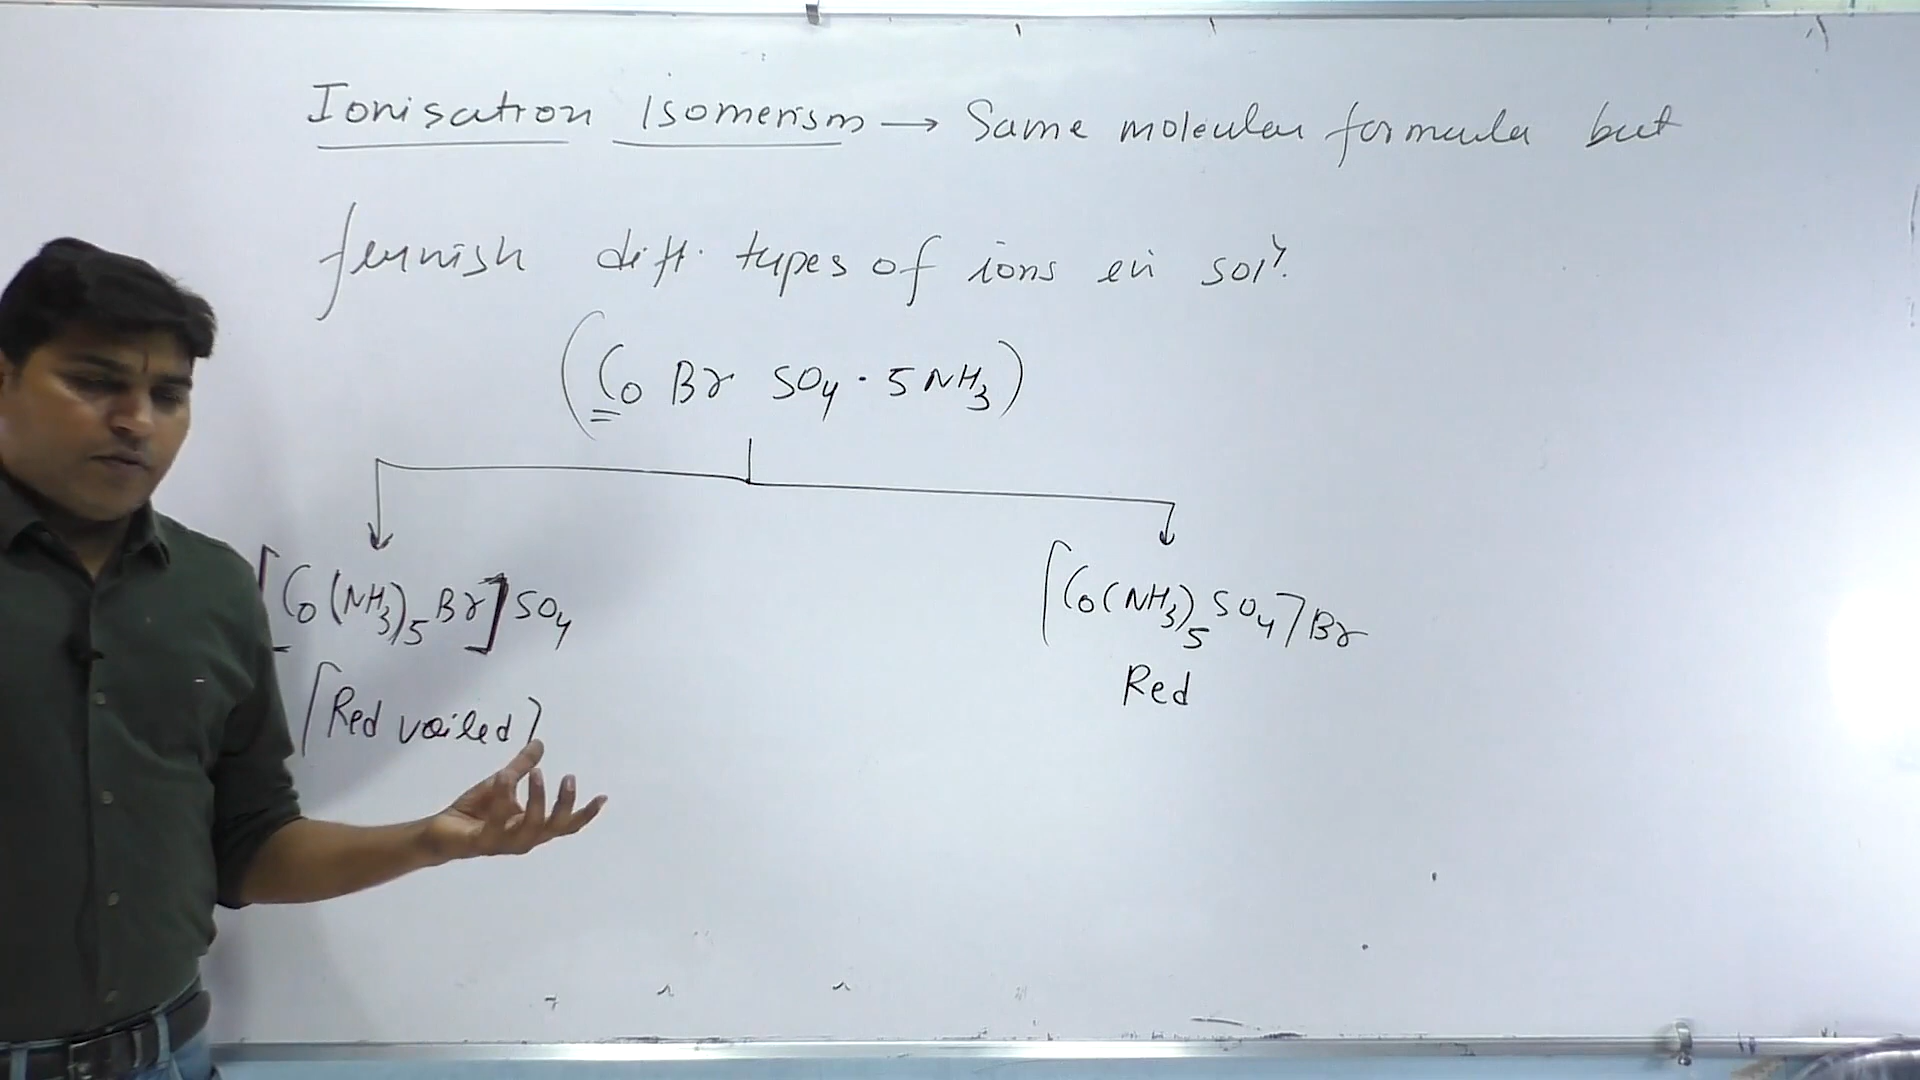 Ionisation Isomerism → Same molecular formula but
furnish diff. types of ions in solⁿ.
(Co Br SO₄ · 5NH₃)
[Co(NH₃)₅Br]SO₄
[Co(NH₃)₅SO₄]Br
[Red voiled]
Red